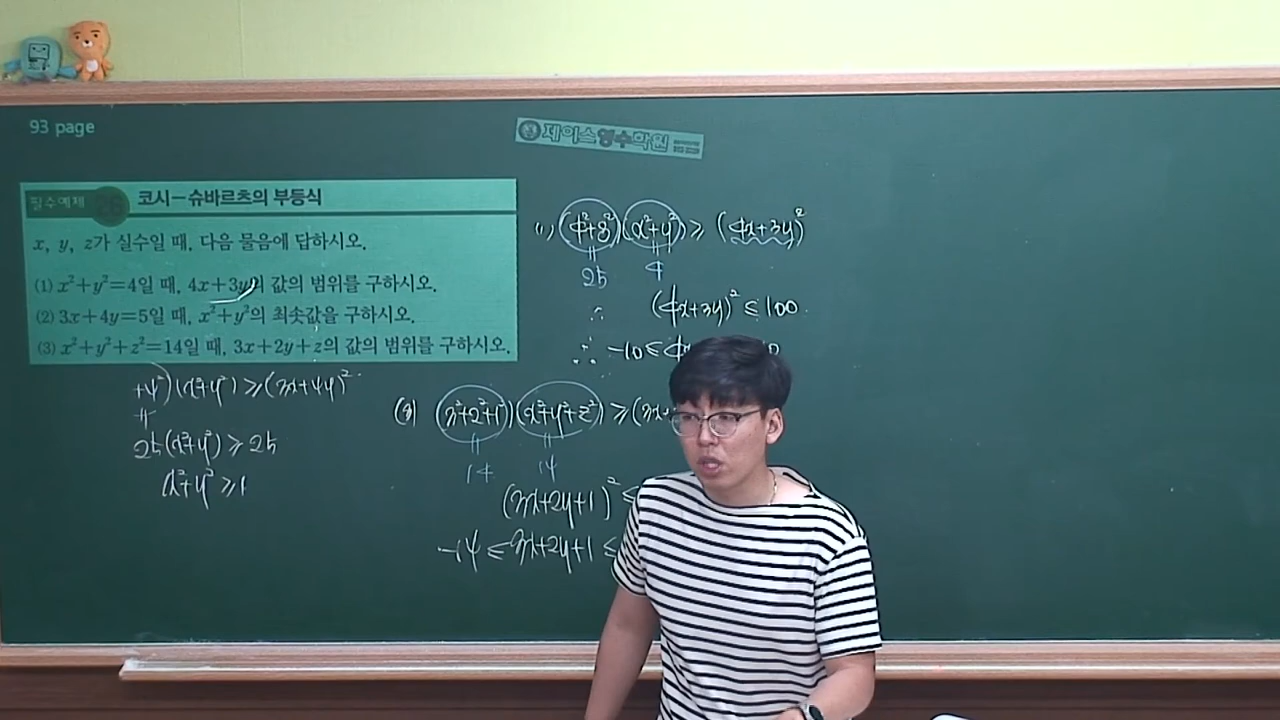 93 page
제이스영수학원
필수예제
코시-슈바르츠의 부등식
x, y, z가 실수일 때, 다음 물음에 답하시오.
(1) x²+y²=4일 때, 4x+3y의 값의 범위를 구하시오.
(2) 3x+4y=5일 때, x²+y²의 최솟값을 구하시오.
(3) x²+y²+z²=14일 때, 3x+2y+z의 값의 범위를 구하시오.
+4²)(x²+y²)≥(3x+4y)²
25(x²+y²)≥25
x²+y²≥1
(1) (4²+3²)(x²+y²)≥(4x+3y)²
25 4
∴ (4x+3y)²≤100
∴ -10≤4x
(3) (3²+2²+1²)(x²+y²+z²)≥(3x+
14 14
(3x+2y+1)²≤
-14≤3x+2y+1≤